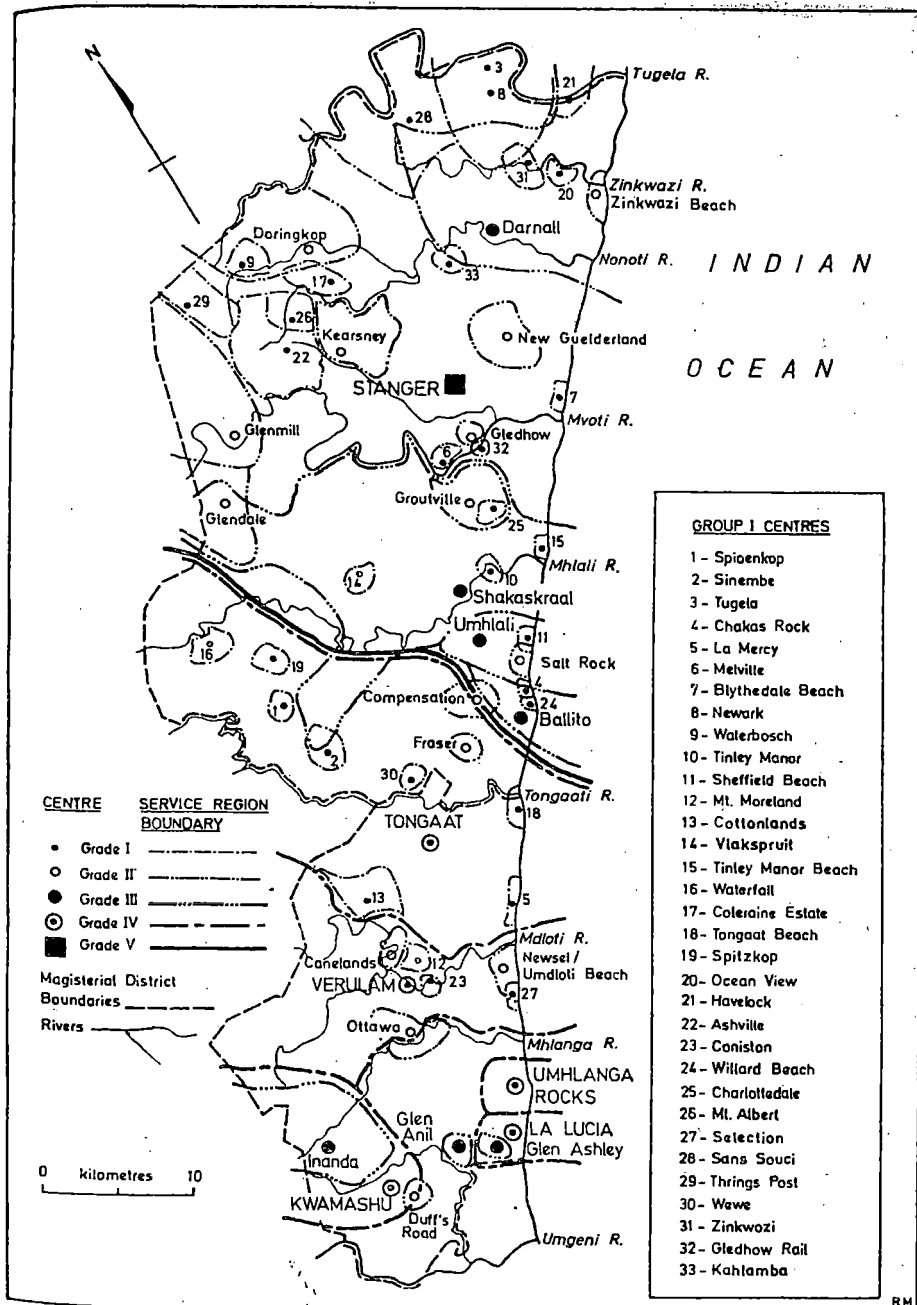 N
3
Tugela R.
8
21
28
31
20
Zinkwazi R.
Zinkwazi Beach
Doringkop
Darnall
9
33
Nonoti R.
INDIAN
17
29
26
Kearsney
New Guelderland
22
OCEAN
STANGER
7
Mvoti R.
Glenmill
Gledhow
32
6
Groutville
Glendale
25
15
Mhlali R.
14
10
Shakaskraal
Umhlali
11
16
19
Salt Rock
4
Compensation
24
1
Ballito
Fraser
2
30
Tongaati R.
18
TONGAAT
CENTRE SERVICE REGION
BOUNDARY
Grade I
Grade II
Grade III
Grade IV
Grade V
Magisterial District
Boundaries
Rivers
13
5
Mdloti R.
Canelands
12
Newsel /
Umdloti Beach
VERULAM
23
27
Ottawa
Mhlanga R.
UMHLANGA
ROCKS
Glen
Anil
LA LUCIA
Glen Ashley
Inanda
0 kilometres 10
KWAMASHU
Duff's
Road
Umgeni R.
GROUP I CENTRES
1 - Spioenkop
2 - Sinembe
3 - Tugela
4 - Chakas Rock
5 - La Mercy
6 - Melville
7 - Blythedale Beach
8 - Newark
9 - Waterbosch
10 - Tinley Manor
11 - Sheffield Beach
12 - Mt. Moreland
13 - Cottonlands
14 - Vlakspruit
15 - Tinley Manor Beach
16 - Waterfall
17 - Coleraine Estate
18 - Tongaat Beach
19 - Spitzkop
20 - Ocean View
21 - Havelock
22 - Ashville
23 - Coniston
24 - Willard Beach
25 - Charlottedale
26 - Mt. Albert
27 - Selection
28 - Sans Souci
29 - Thrings Post
30 - Wewe
31 - Zinkwozi
32 - Gledhow Rail
33 - Kahlamba
RM